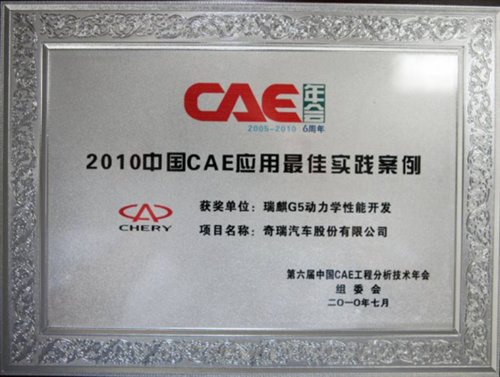 CAE年会
2005-2010 6周年
2010中国CAE应用最佳实践案例
CHERY
获奖单位：瑞麒G5动力学性能开发
项目名称：奇瑞汽车股份有限公司
第六届中国CAE工程分析技术年会
组委会
二〇一〇年七月